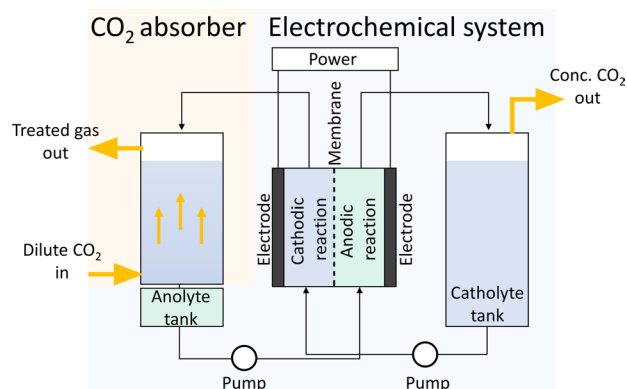 CO₂ absorber
Electrochemical system
Power
Conc. CO₂
out
Treated gas
out
Membrane
Electrode
Cathodic
reaction
Anodic
reaction
Electrode
Dilute CO₂
in
Anolyte
tank
Catholyte
tank
Pump
Pump